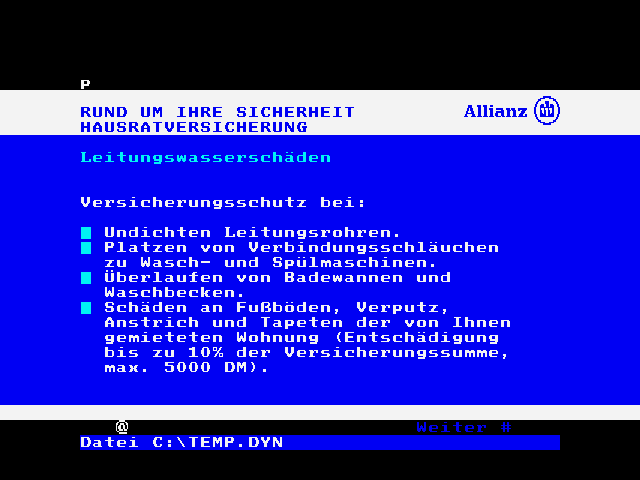 P
RUND UM IHRE SICHERHEIT
HAUSRATVERSICHERUNG
Allianz
Leitungswasserschäden
Versicherungsschutz bei:
Undichten Leitungsrohren.
Platzen von Verbindungsschläuchen
zu Wasch- und Spülmaschinen.
Überlaufen von Badewannen und
Waschbecken.
Schäden an Fußböden, Verputz,
Anstrich und Tapeten der von Ihnen
gemieteten Wohnung (Entschädigung
bis zu 10% der Versicherungssumme,
max. 5000 DM).
@ Weiter #
Datei C:\TEMP.DYN